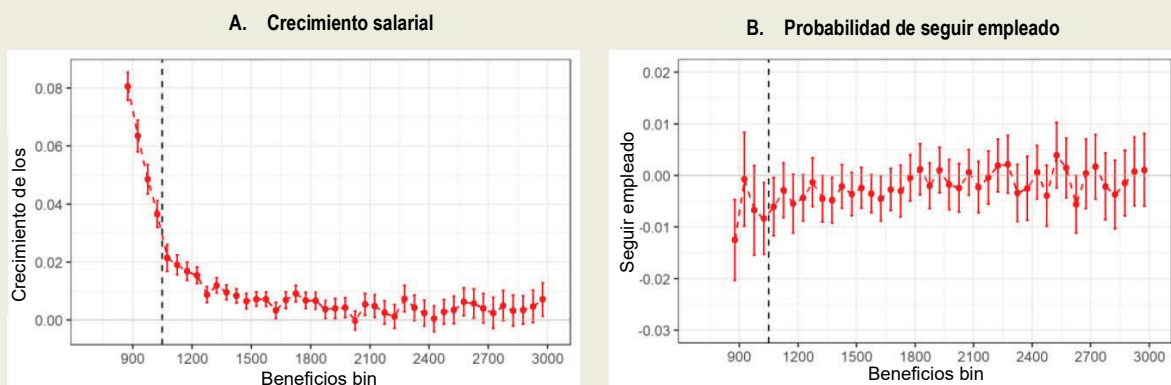 A. Crecimiento salarial
Crecimiento de los
0.08
0.06
0.04
0.02
0.00
900 1200 1500 1800 2100 2400 2700 3000
Beneficios bin
B. Probabilidad de seguir empleado
Seguir empleado
0.02
0.01
0.00
-0.01
-0.02
-0.03
900 1200 1500 1800 2100 2400 2700 3000
Beneficios bin